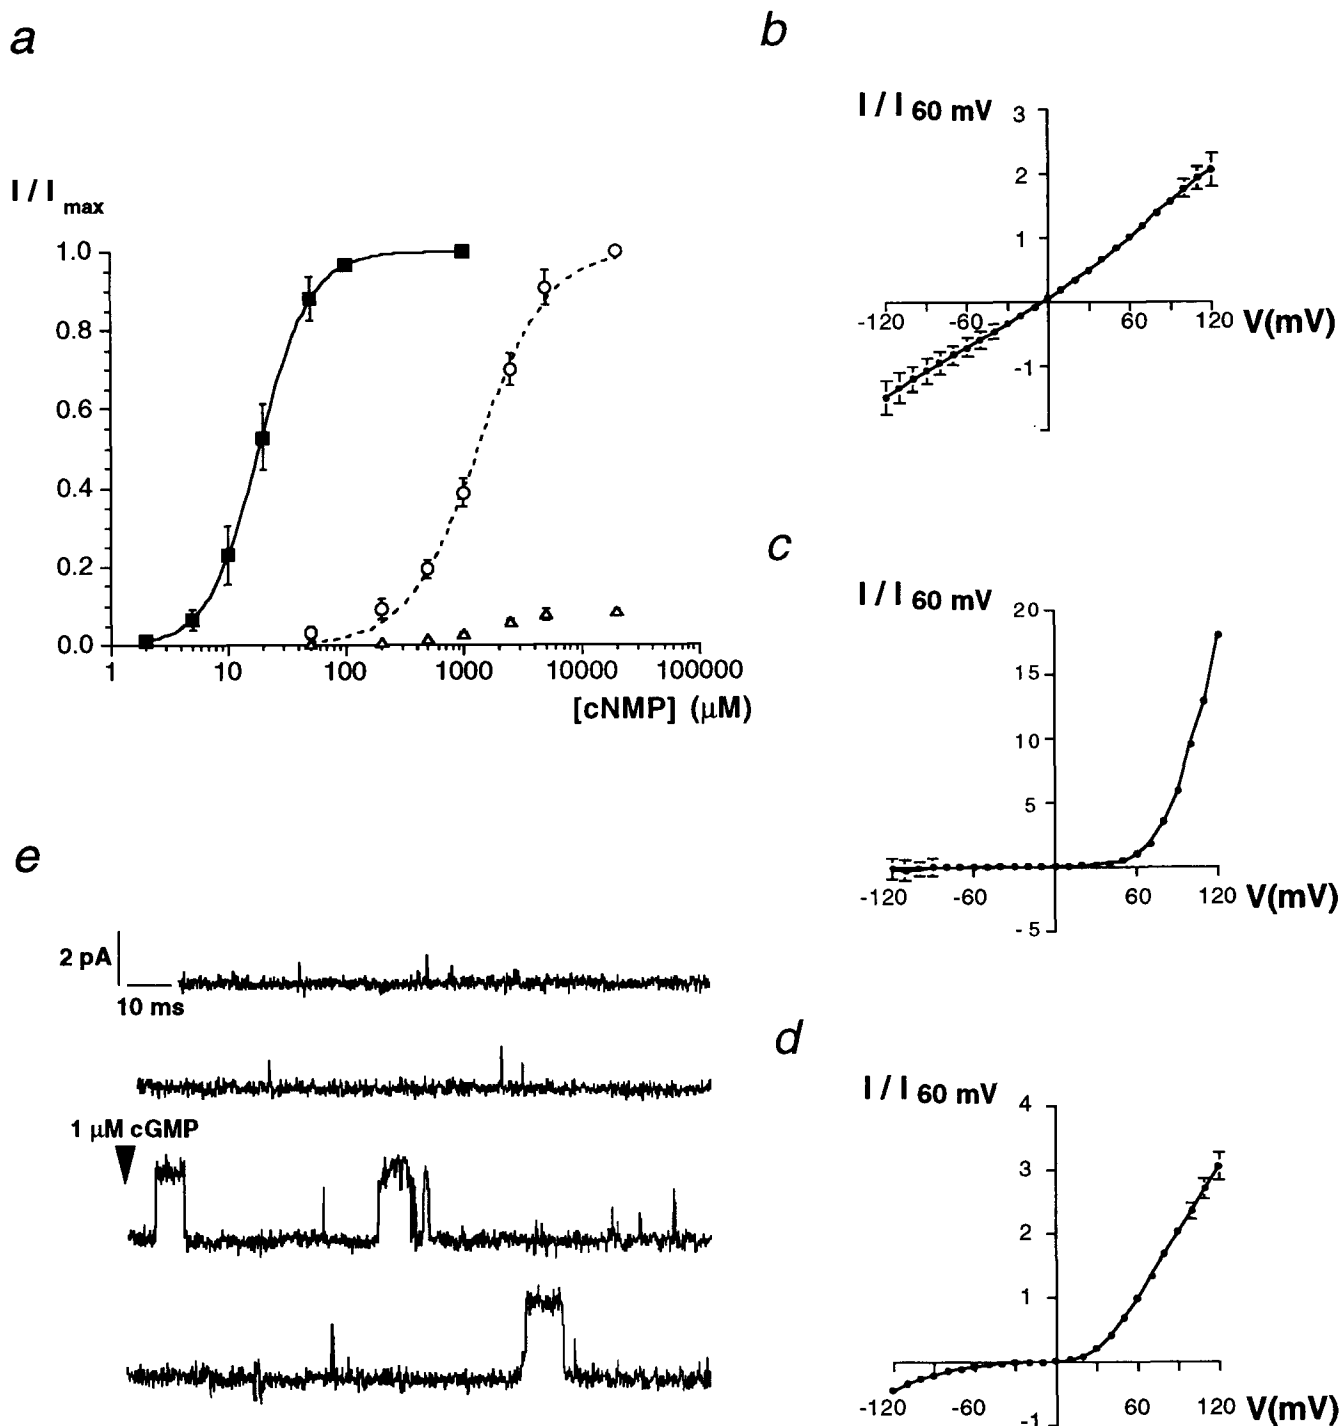 a
I / I max
1.0
0.8
0.6
0.4
0.2
0.0
1 10 100 1000 10000 100000
[cNMP] (μM)
b
I / I 60 mV
3
2
1
-120 -60 60 120 V(mV)
-1
c
I / I 60 mV
20
15
10
5
-120 -60 60 120 V(mV)
-5
d
I / I 60 mV
4
3
2
1
-120 -60 60 120 V(mV)
-1
e
2 pA
10 ms
1 μM cGMP